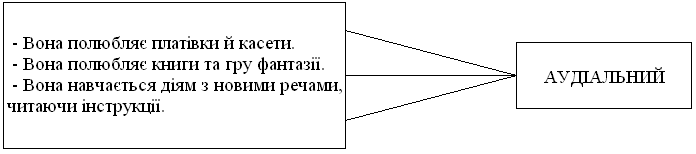 - Вона полюбляє платівки й касети.
- Вона полюбляє книги та гру фантазії.
- Вона навчається діям з новими речами,
читаючи інструкції.
АУДІАЛЬНИЙ